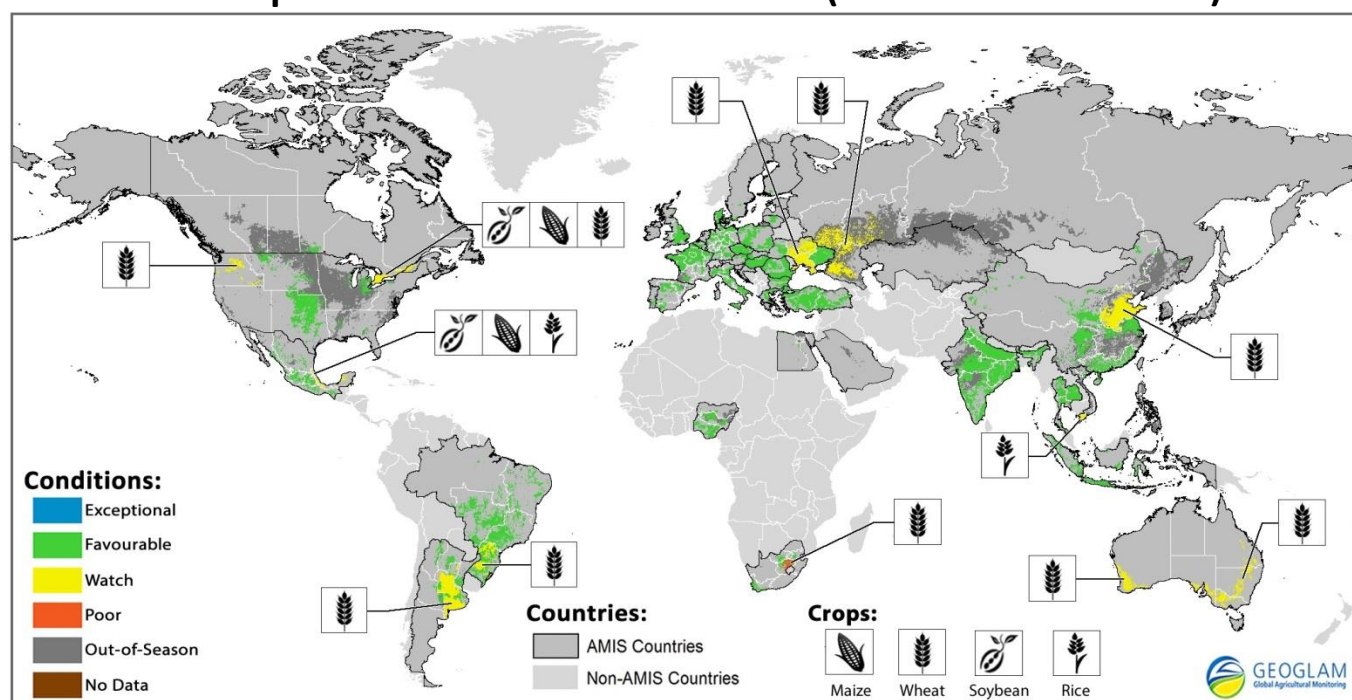 Conditions:
Exceptional
Favourable
Watch
Poor
Out-of-Season
No Data
Countries:
AMIS Countries
Non-AMIS Countries
Crops:
Maize Wheat Soybean Rice
GEOGLAM
Global Agricultural Monitoring